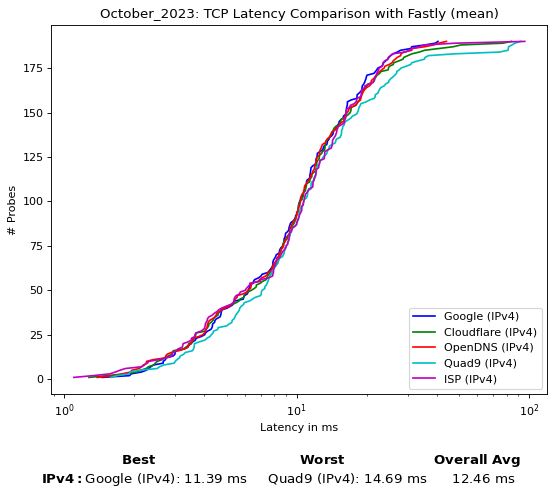 October_2023: TCP Latency Comparison with Fastly (mean)
# Probes
175
150
125
100
75
50
25
0
10⁰
10¹
10²
Latency in ms
Google (IPv4)
Cloudflare (IPv4)
OpenDNS (IPv4)
Quad9 (IPv4)
ISP (IPv4)
Best Worst Overall Avg
IPv4: Google (IPv4): 11.39 ms Quad9 (IPv4): 14.69 ms 12.46 ms